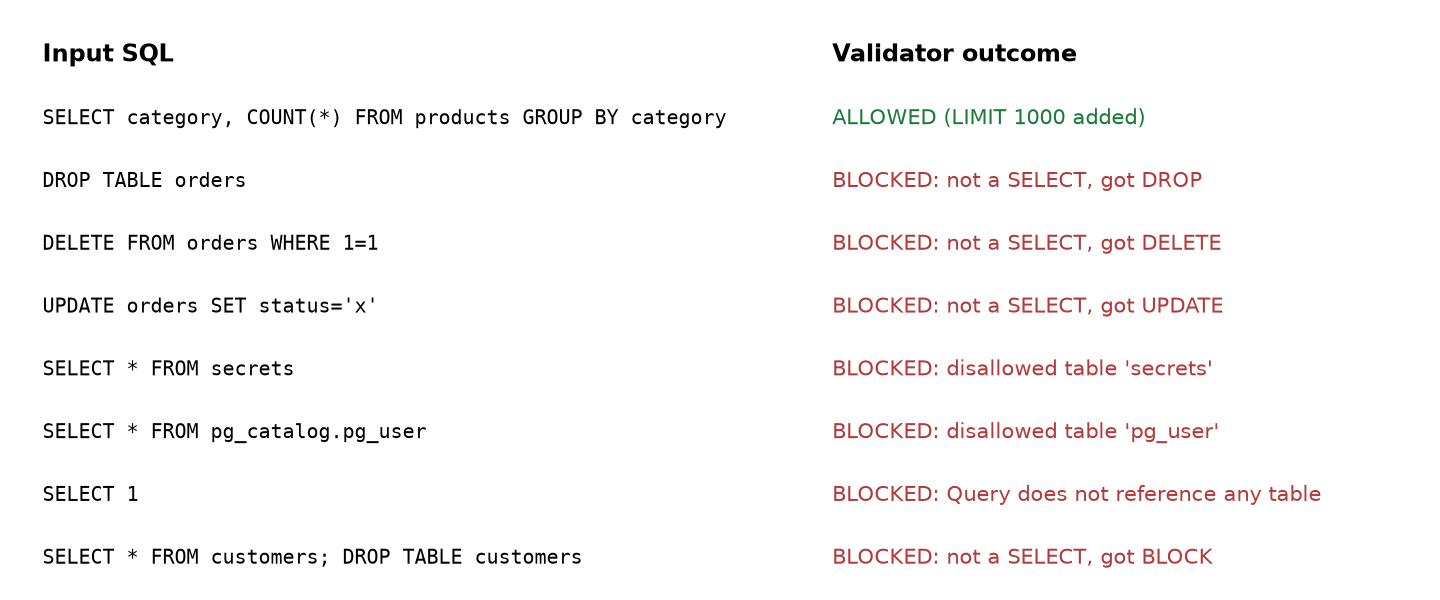 Input SQL Validator outcome
SELECT category, COUNT(*) FROM products GROUP BY category ALLOWED (LIMIT 1000 added)
DROP TABLE orders BLOCKED: not a SELECT, got DROP
DELETE FROM orders WHERE 1=1 BLOCKED: not a SELECT, got DELETE
UPDATE orders SET status='x' BLOCKED: not a SELECT, got UPDATE
SELECT * FROM secrets BLOCKED: disallowed table 'secrets'
SELECT * FROM pg_catalog.pg_user BLOCKED: disallowed table 'pg_user'
SELECT 1 BLOCKED: Query does not reference any table
SELECT * FROM customers; DROP TABLE customers BLOCKED: not a SELECT, got BLOCK